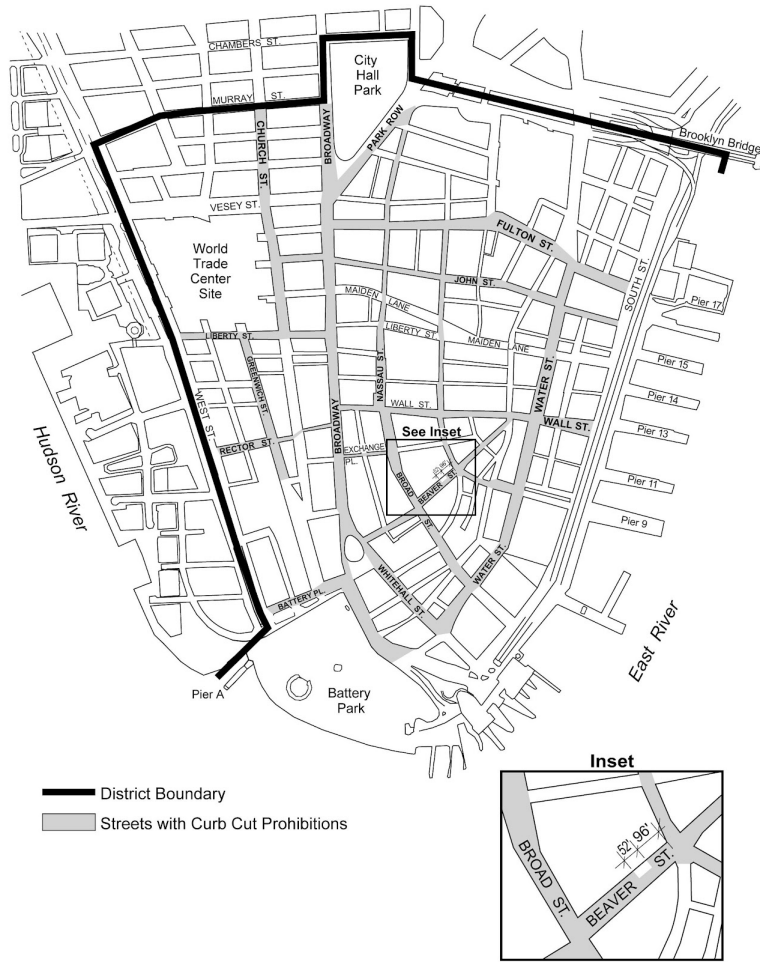 CHAMBERS ST.
City
Hall
Park
MURRAY ST.
CHURCH ST.
BROADWAY
PARK ROW
Brooklyn Bridge
VESEY ST.
World
Trade
Center
Site
FULTON ST.
JOHN ST.
SOUTH ST.
Pier 17
MAIDEN LANE
LIBERTY ST.
LIBERTY ST.
MAIDEN LANE
GREENWICH ST.
NASSAU ST.
WATER ST.
Pier 15
Pier 14
Pier 13
WEST ST.
WALL ST.
WALL ST.
BROADWAY
See Inset
RECTOR ST.
EXCHANGE
PL.
Hudson River
52' 96'
BROAD ST.
BEAVER ST.
Pier 11
Pier 9
WATER ST.
WHITEHALL ST.
BATTERY PL.
East River
Pier A
Battery
Park
District Boundary
Streets with Curb Cut Prohibitions
Inset
52' 96'
BROAD ST.
BEAVER ST.